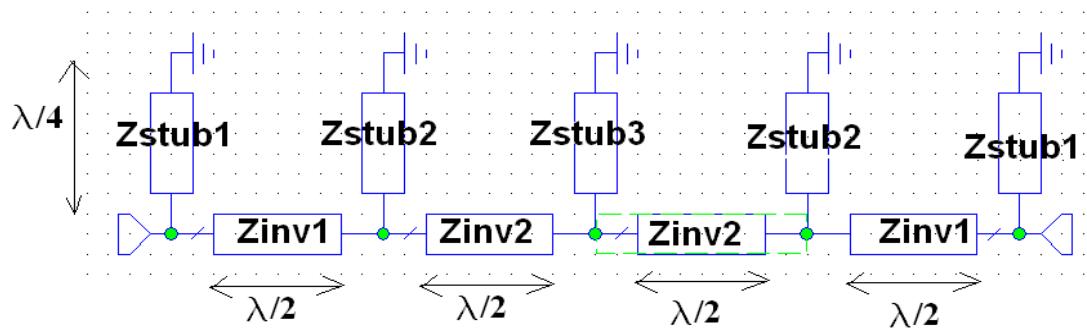 λ/4
Zstub1
Zstub2
Zstub3
Zstub2
Zstub1
Zinv1
Zinv2
Zinv2
Zinv1
λ/2
λ/2
λ/2
λ/2